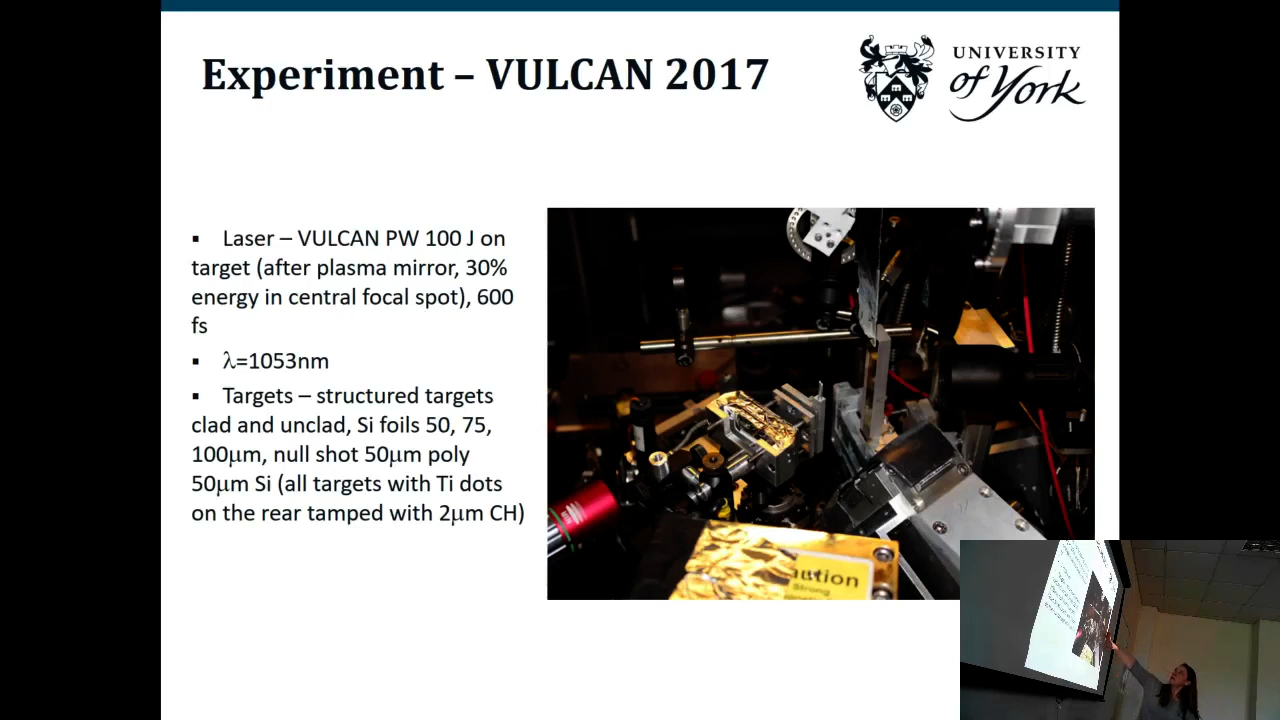 Experiment – VULCAN 2017
UNIVERSITY
of York
▪ Laser – VULCAN PW 100 J on
target (after plasma mirror, 30%
energy in central focal spot), 600
fs
▪ λ=1053nm
▪ Targets – structured targets
clad and unclad, Si foils 50, 75,
100μm, null shot 50μm poly
50μm Si (all targets with Ti dots
on the rear tamped with 2μm CH)
Strong